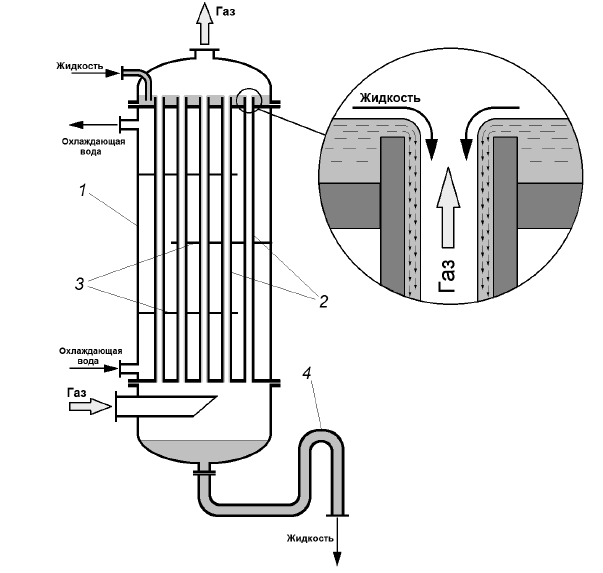 Газ
Жидкость
Охлаждающая
вода
1
3
2
Охлаждающая
вода
Газ
4
Жидкость
Жидкость
Газ